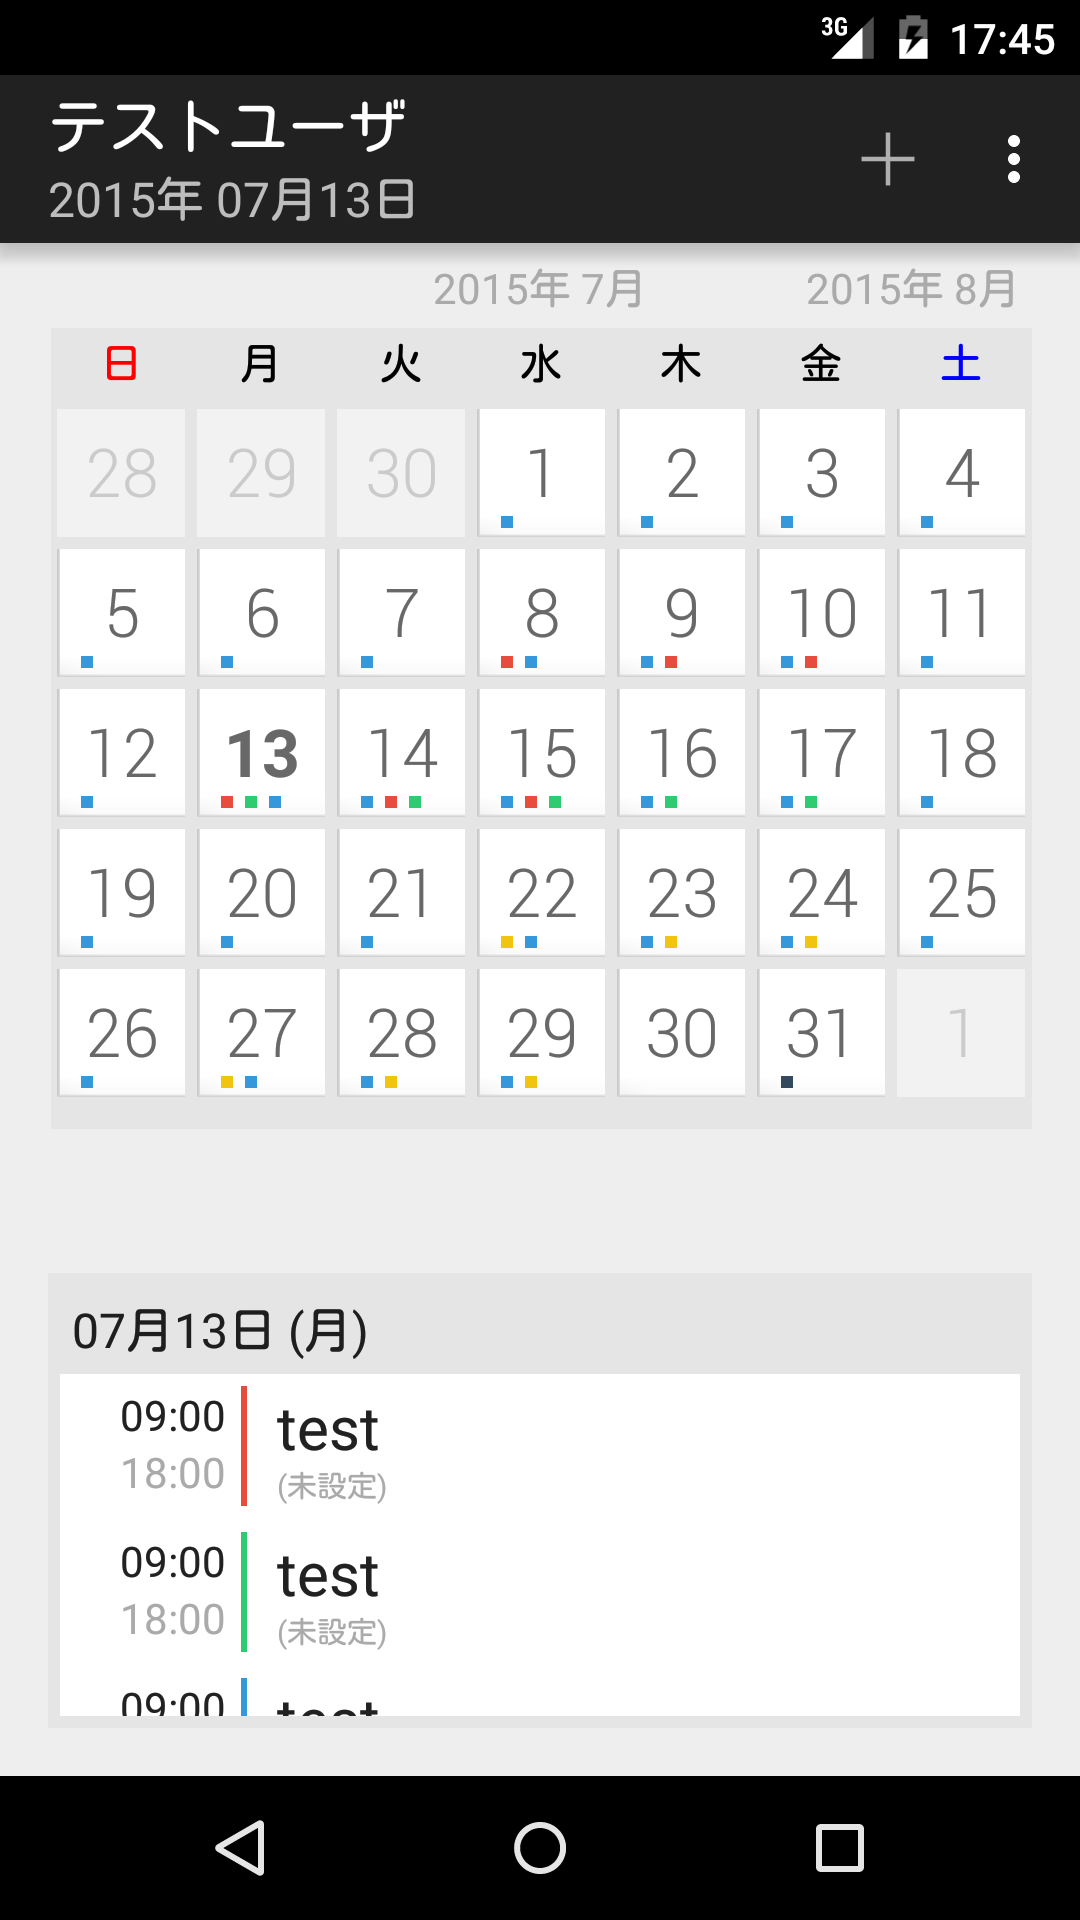 3G 17:45
テストユーザ
2015年 07月13日
2015年 7月 2015年 8月
日 月 火 水 木 金 土
28 29 30 1 2 3 4
5 6 7 8 9 10 11
12 13 14 15 16 17 18
19 20 21 22 23 24 25
26 27 28 29 30 31 1
07月13日 (月)
09:00 test
18:00 (未設定)
09:00 test
18:00 (未設定)
09:00 test